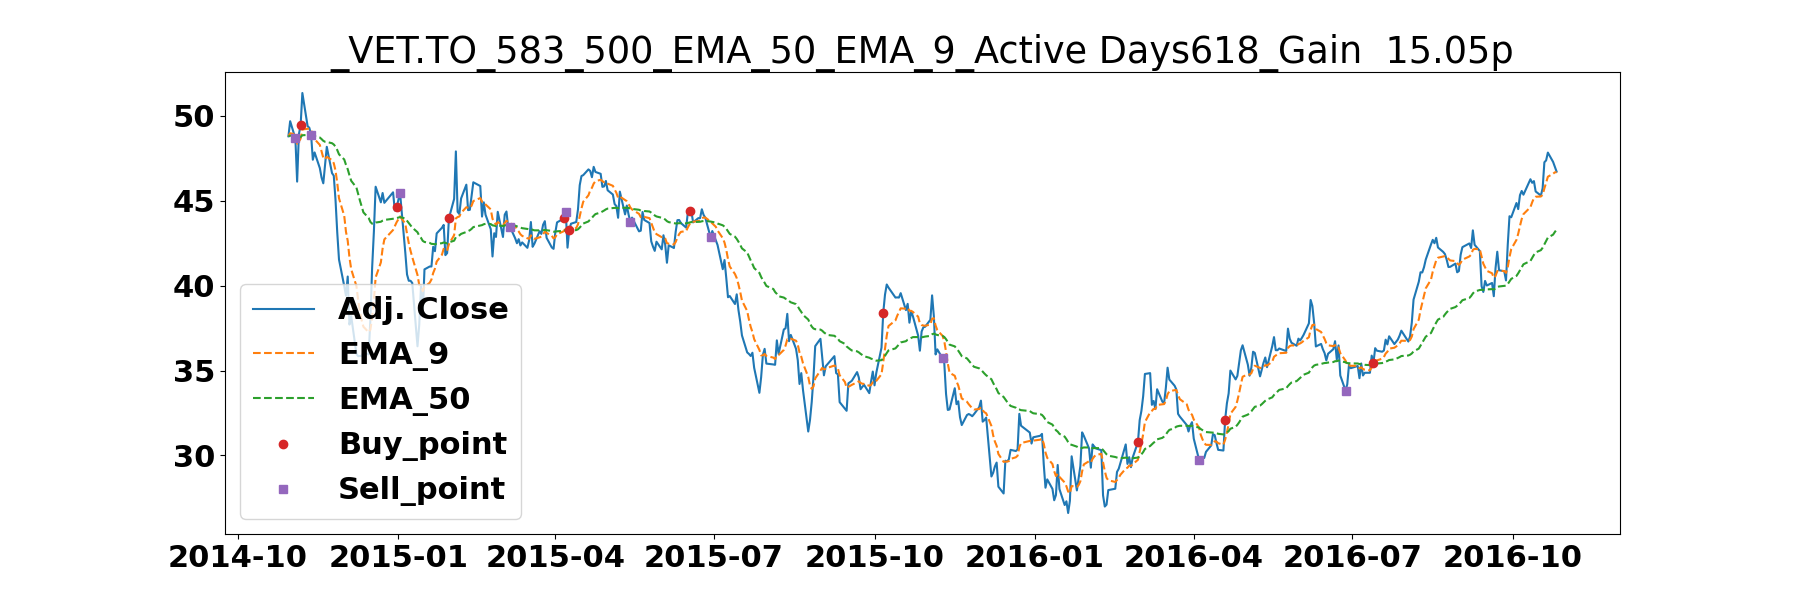 _VET.TO_583_500_EMA_50_EMA_9_Active Days618_Gain  15.05p
50
45
40
35
30
Adj. Close
EMA_9
EMA_50
Buy_point
Sell_point
2014-10 2015-01 2015-04 2015-07 2015-10 2016-01 2016-04 2016-07 2016-10